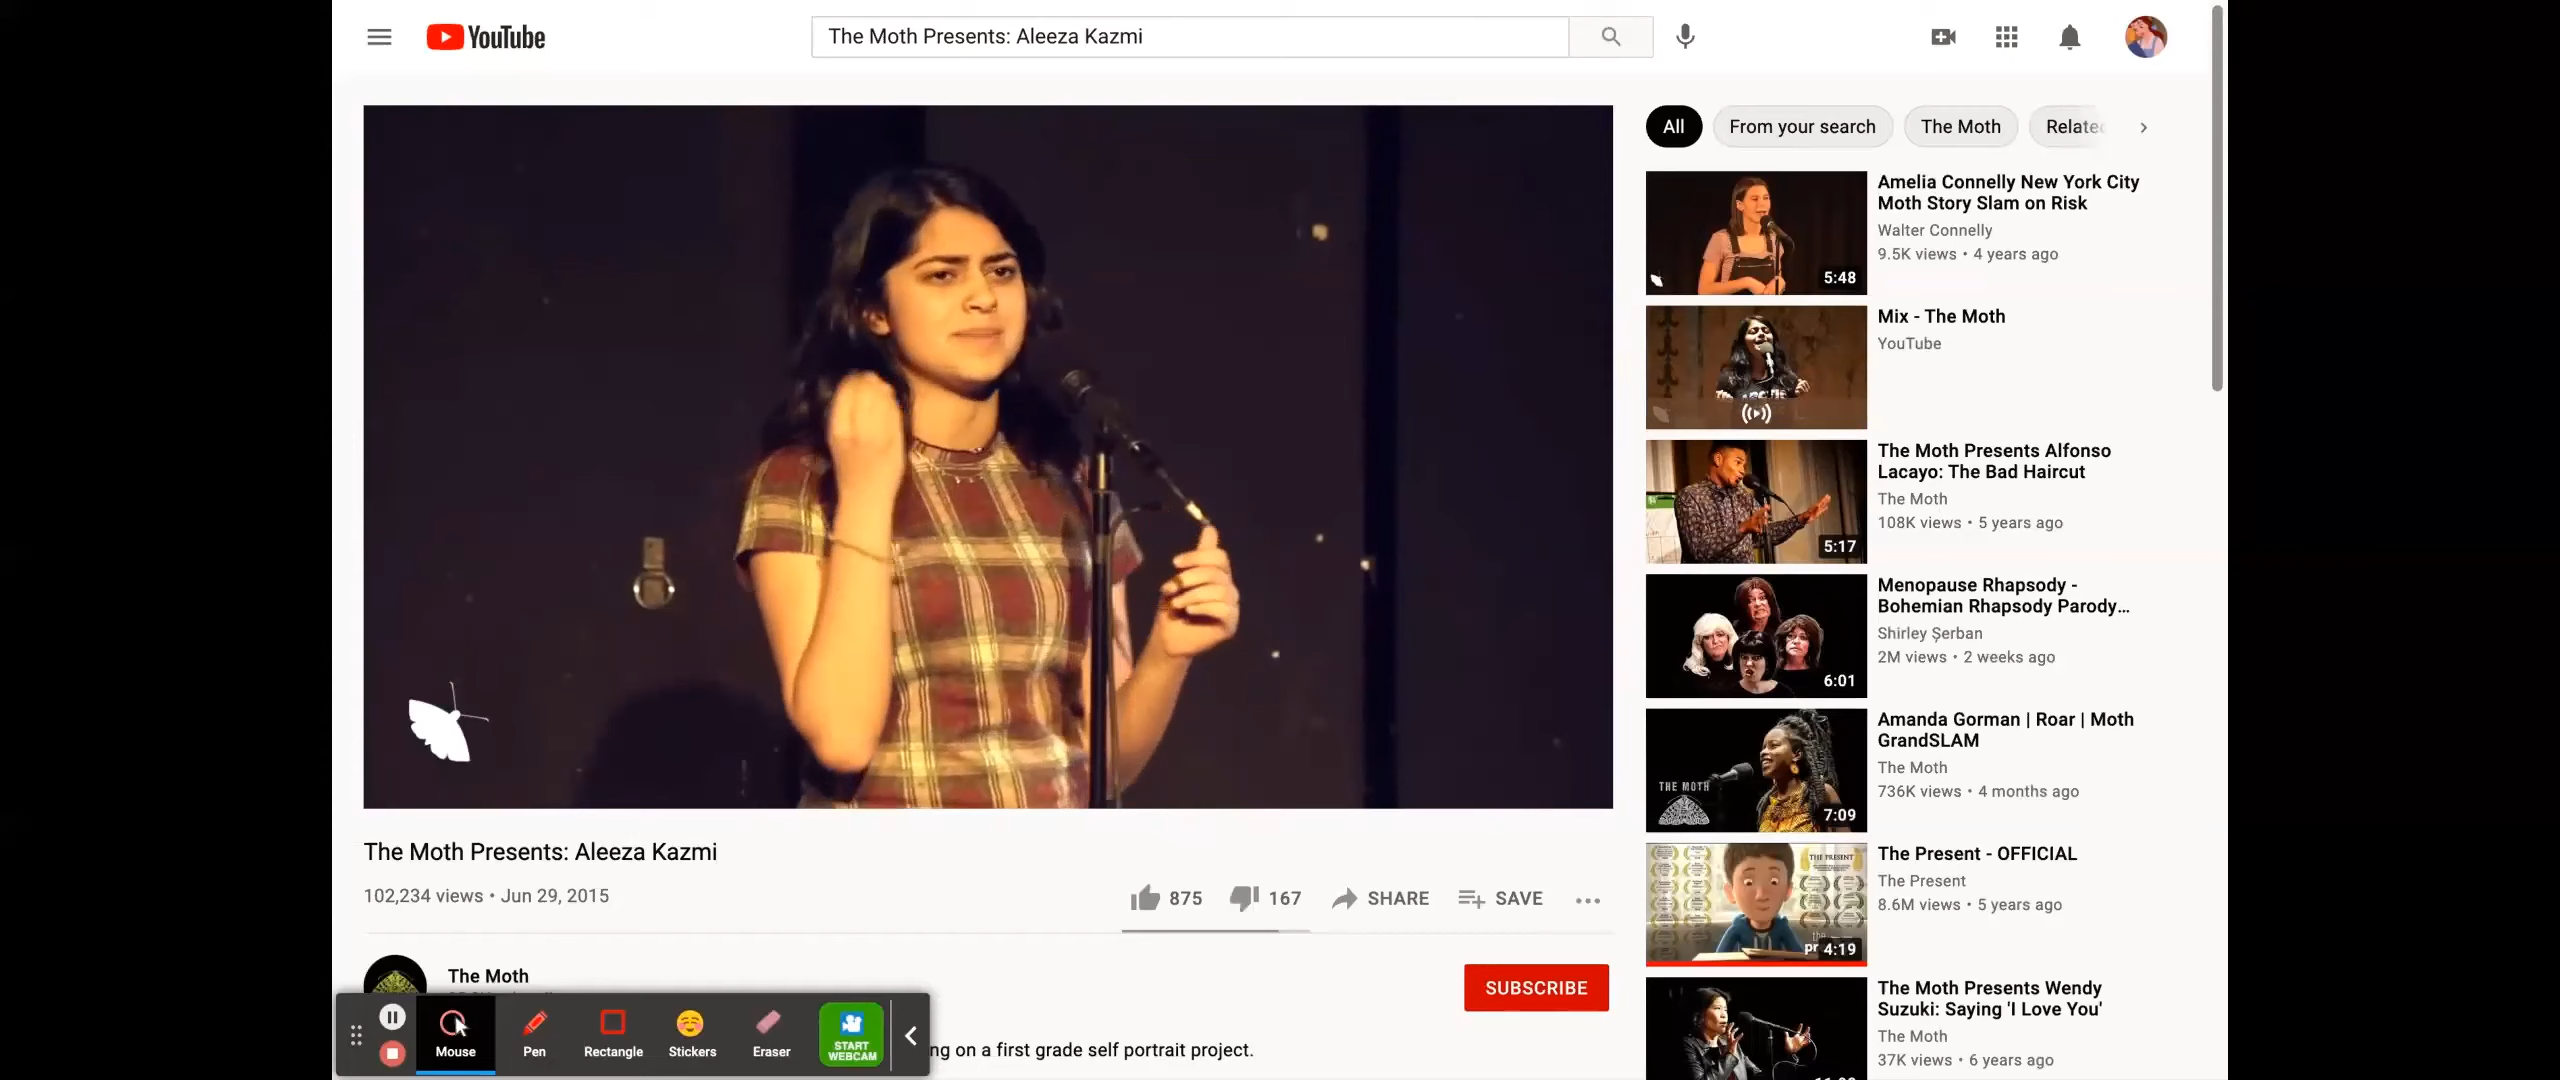 YouTube
The Moth Presents: Aleeza Kazmi
All
From your search
The Moth
Related
Amelia Connelly New York City
Moth Story Slam on Risk
Walter Connelly
9.5K views • 4 years ago
5:48
Mix - The Moth
YouTube
The Moth Presents Alfonso
Lacayo: The Bad Haircut
The Moth
108K views • 5 years ago
5:17
Menopause Rhapsody -
Bohemian Rhapsody Parody...
Shirley Șerban
2M views • 2 weeks ago
6:01
Amanda Gorman | Roar | Moth
GrandSLAM
The Moth
736K views • 4 months ago
THE MOTH
7:09
The Present - OFFICIAL
The Present
8.6M views • 5 years ago
THE PRESENT
4:19
The Moth Presents Wendy
Suzuki: Saying 'I Love You'
The Moth
37K views • 6 years ago
The Moth Presents: Aleeza Kazmi
102,234 views • Jun 29, 2015
875
167
SHARE
SAVE
The Moth
SUBSCRIBE
ng on a first grade self portrait project.
Mouse
Pen
Rectangle
Stickers
Eraser
START
WEBCAM